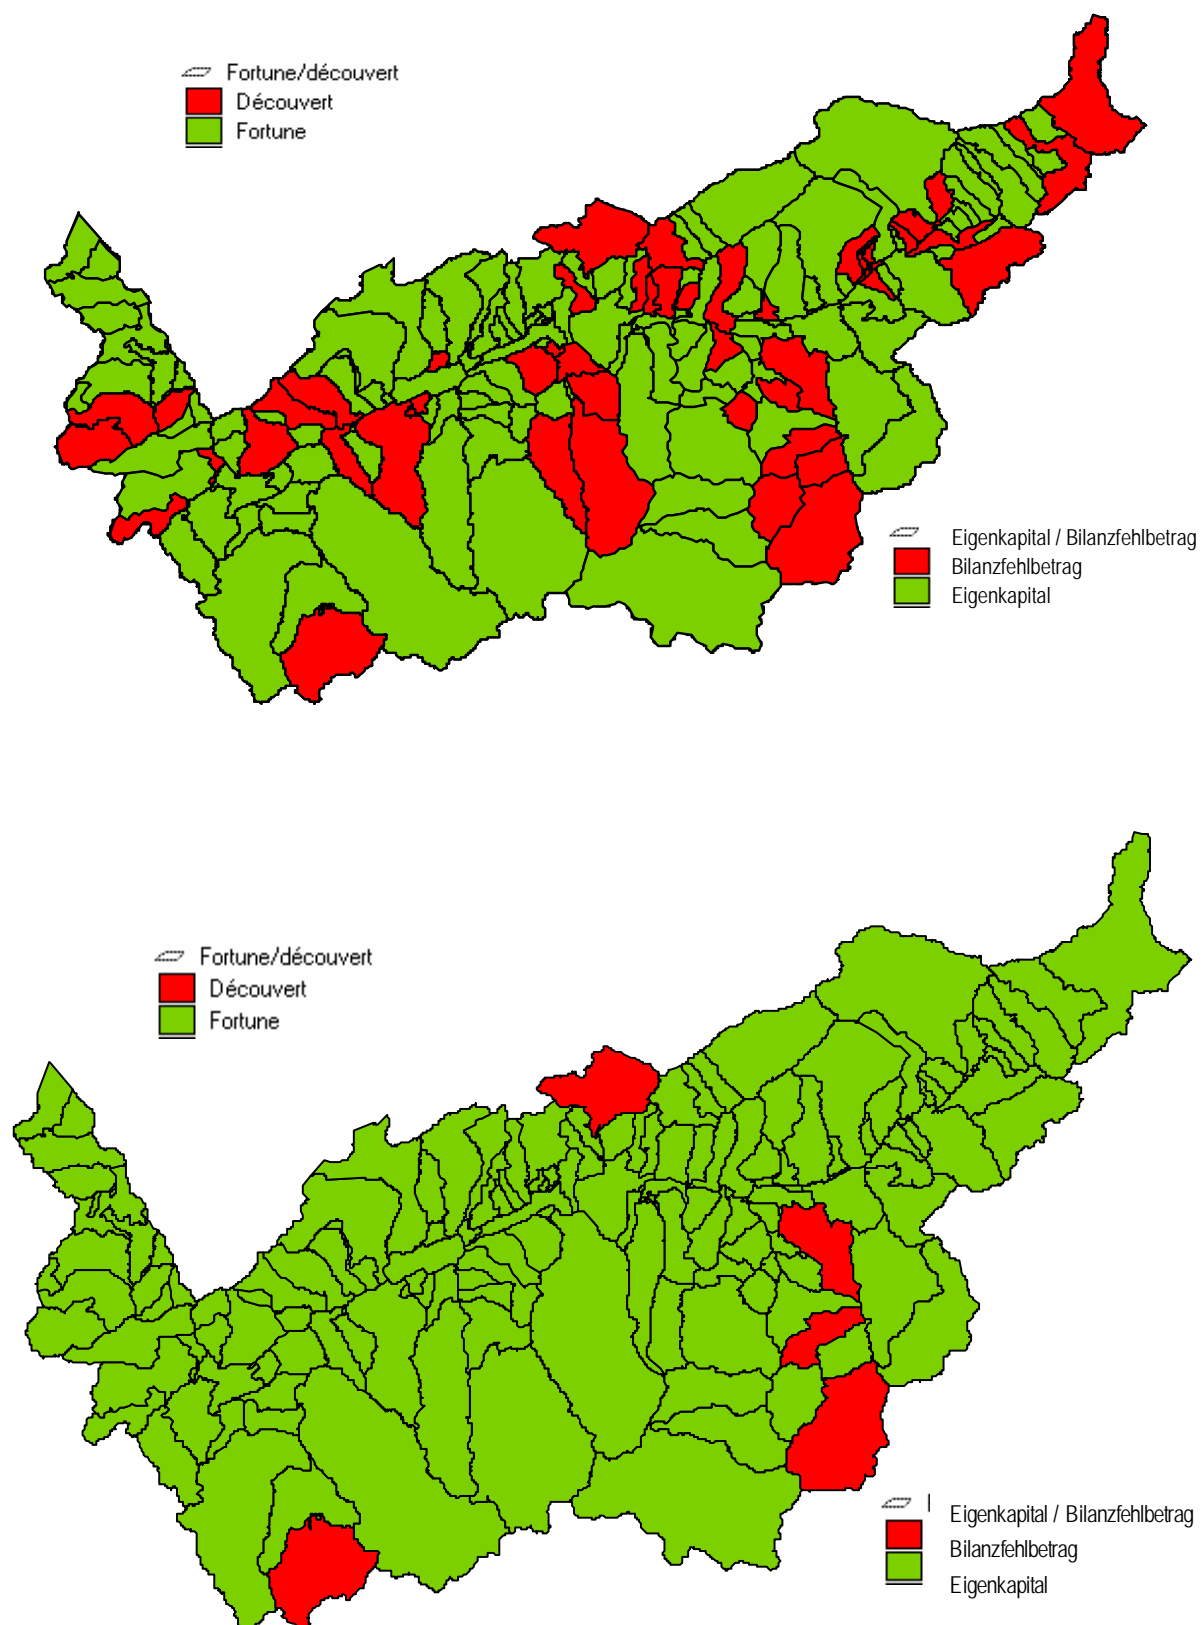 Fortune/découvert
Découvert
Fortune
Eigenkapital / Bilanzfehlbetrag
Bilanzfehlbetrag
Eigenkapital
Fortune/découvert
Découvert
Fortune
Eigenkapital / Bilanzfehlbetrag
Bilanzfehlbetrag
Eigenkapital